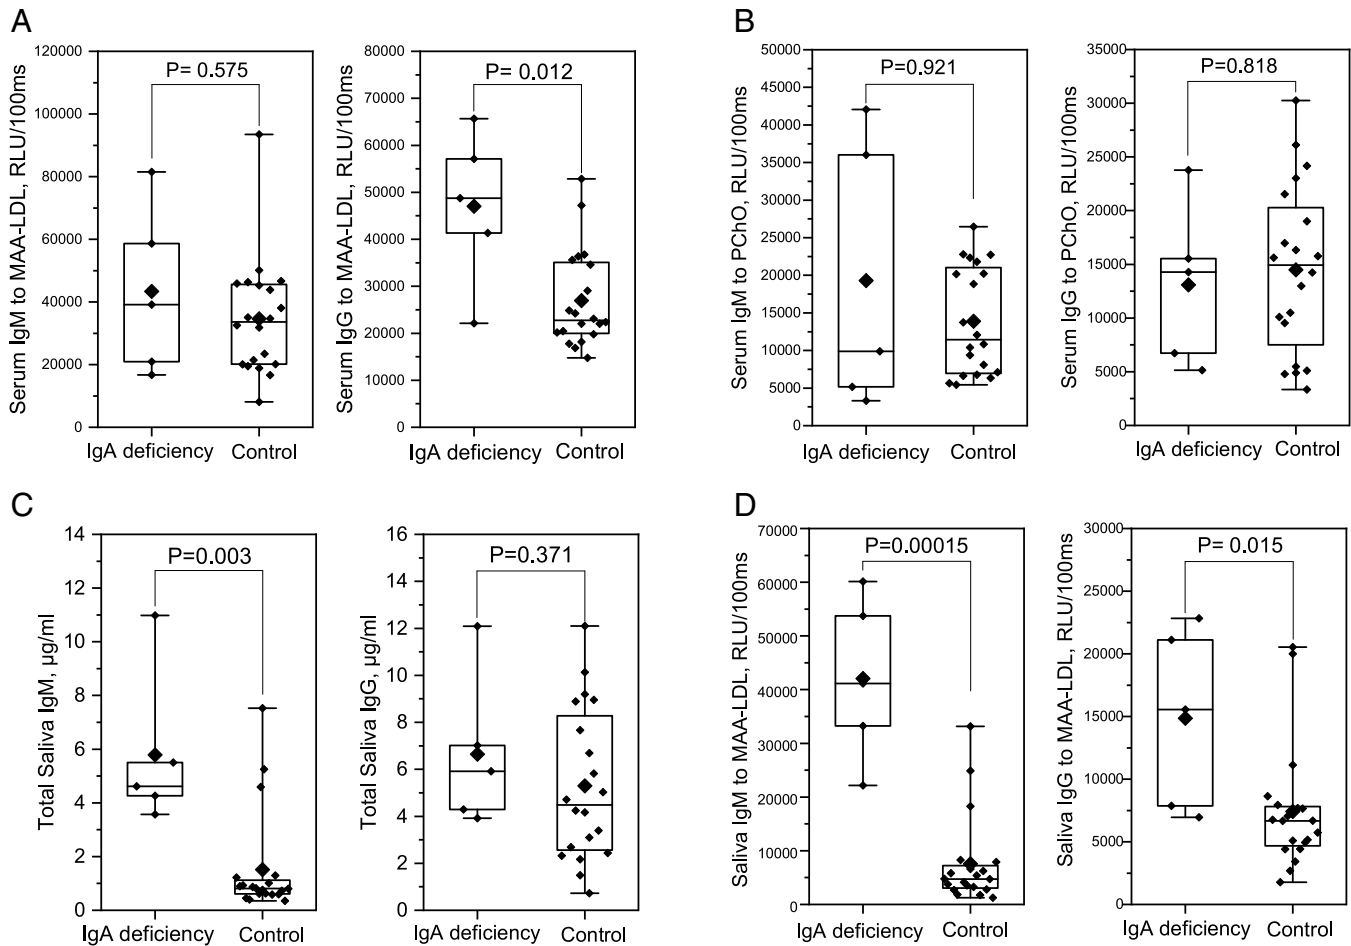 A
Serum IgM to MAA-LDL, RLU/100ms
120000
100000
80000
60000
40000
20000
0
P= 0.575
IgA deficiency
Control
Serum IgG to MAA-LDL, RLU/100ms
80000
70000
60000
50000
40000
30000
20000
10000
0
P= 0.012
IgA deficiency
Control
B
Serum IgM to PChO, RLU/100ms
50000
45000
40000
35000
30000
25000
20000
15000
10000
5000
0
P=0.921
IgA deficiency
Control
Serum IgG to PChO, RLU/100ms
35000
30000
25000
20000
15000
10000
5000
0
P=0.818
IgA deficiency
Control
C
Total Saliva IgM, µg/ml
14
12
10
8
6
4
2
0
P=0.003
IgA deficiency
Control
Total Saliva IgG, µg/ml
16
14
12
10
8
6
4
2
0
P=0.371
IgA deficiency
Control
D
Saliva IgM to MAA-LDL, RLU/100ms
70000
60000
50000
40000
30000
20000
10000
0
P=0.00015
IgA deficiency
Control
Saliva IgG to MAA-LDL, RLU/100ms
30000
25000
20000
15000
10000
5000
0
P= 0.015
IgA deficiency
Control